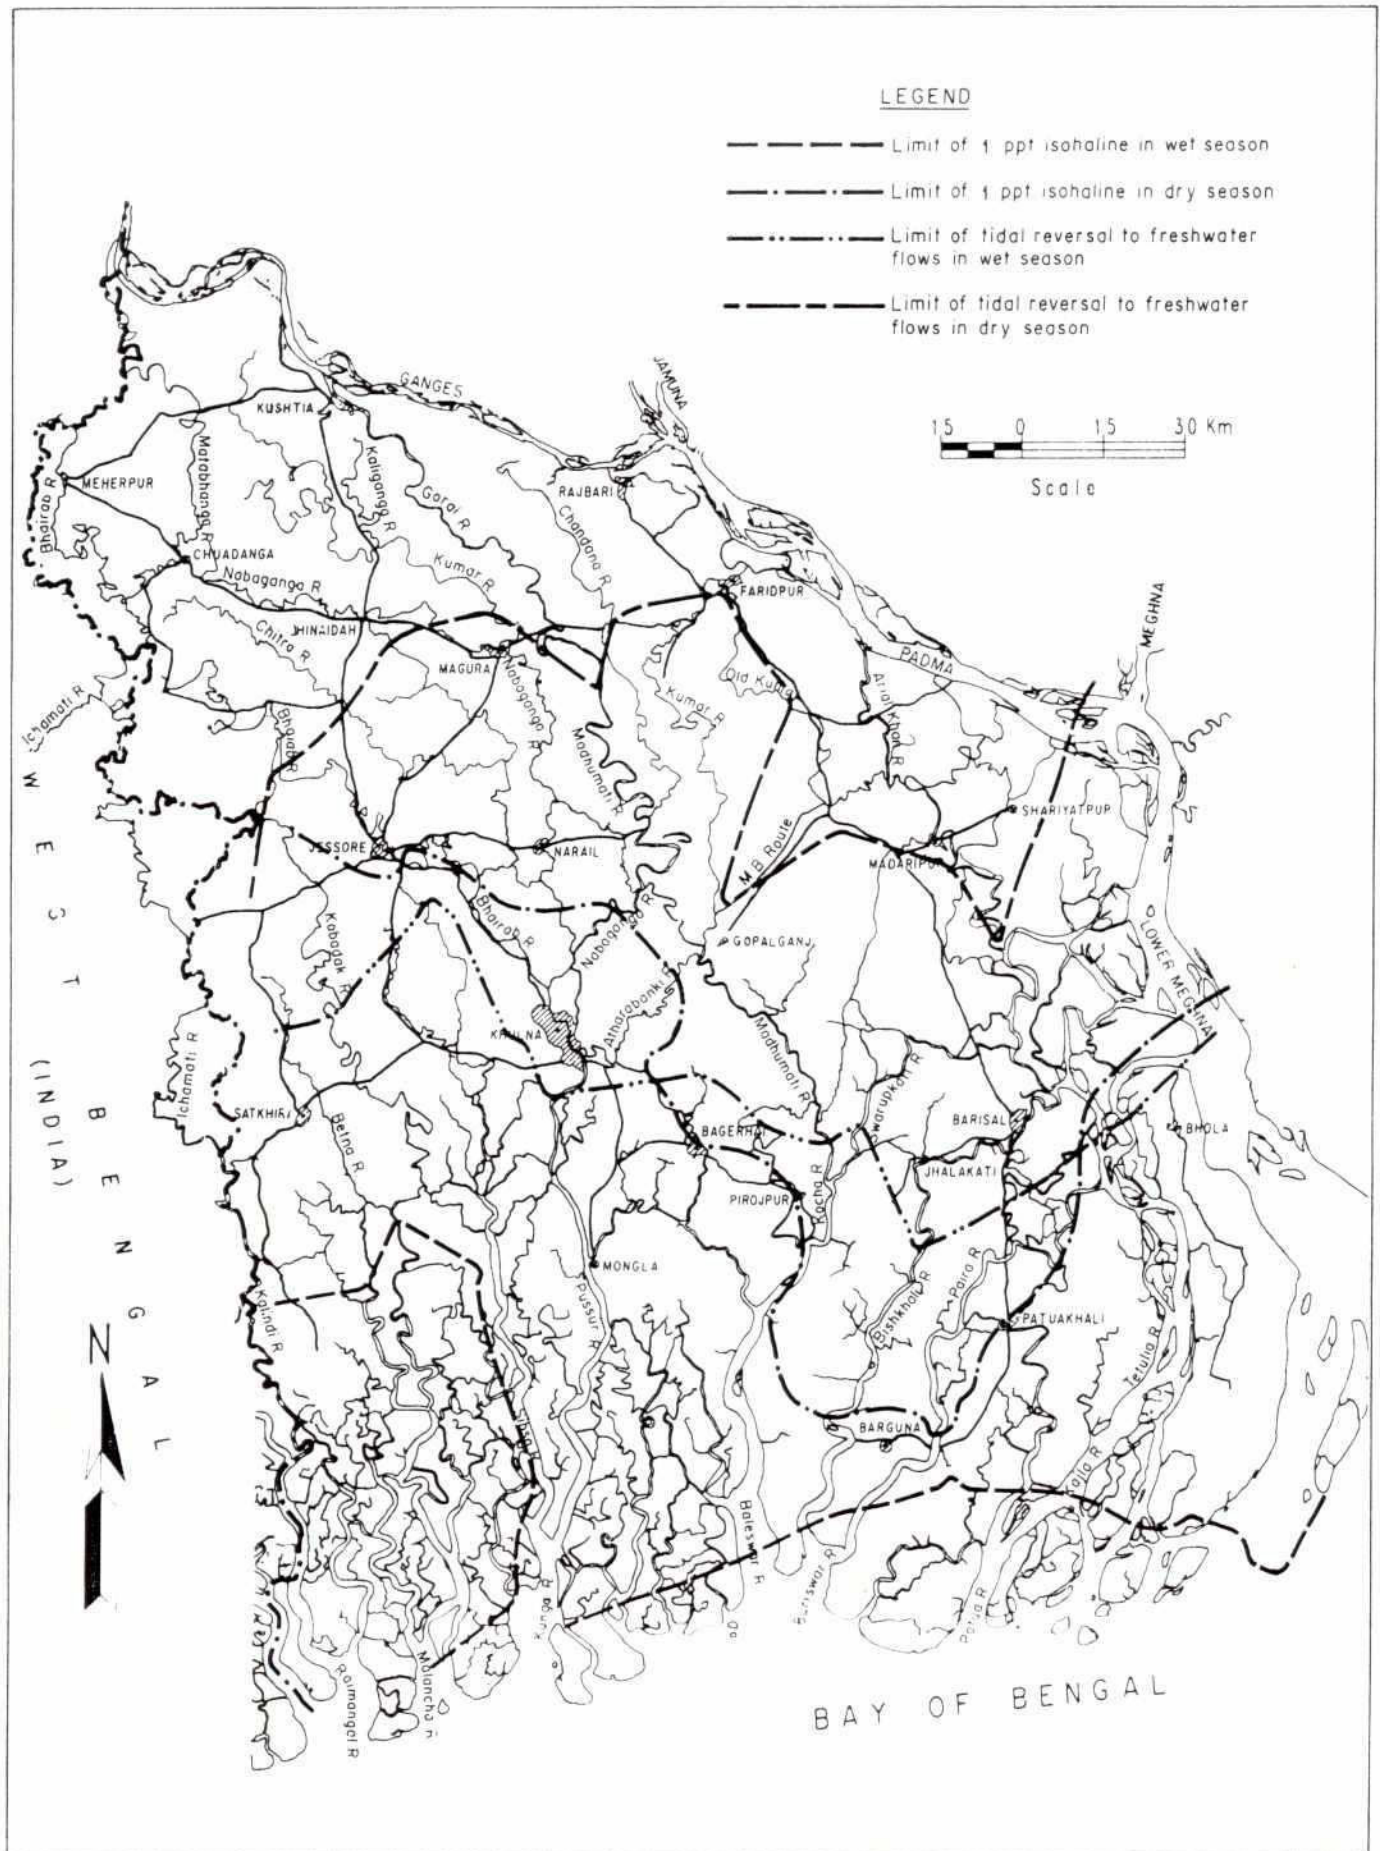 LEGEND
Limit of 1 ppt isohaline in wet season
Limit of 1 ppt isohaline in dry season
Limit of tidal reversal to freshwater
flows in wet season
Limit of tidal reversal to freshwater
flows in dry season
15 0 15 30 Km
Scale
GANGES
JAMUNA
KUSHTIA
MEHERPUR
Bhairab R
Matabhanga R
Kaliganga R
Gorai R
RAJBARI
Chandana R
CHUADANGA
Nabaganga R
Kumar R
FARIDPUR
MEGHNA
JHINAIDAH
Chitra R
MAGURA
Nabaganga R
PADMA
Ichamati R
Kumar R
Old Kumar
Arial Khan R
Bhairab R
Madhumati R
SHARIYATPUR
JESSORE
NARAIL
M B Route
MADARIPUR
Kabadak R
Bhairab R
Nabaganga R
GOPALGANJ
LOWER MEGHNA
KHULNA
Atharabanki R
Madhumati R
Ichamati R
SATKHIRA
Betna R
BAGERHAT
Swarupkati R
BARISAL
BHOLA
JHALAKATI
PIROJPUR
Kacha R
MONGLA
Pussur R
Kalindi R
Bishkhali R
Paira R
PATUAKHALI
Tetulia R
BARGUNA
Kajla R
Baleswar R
Buriswar R
Kunga R
Raimangal R
Malancha R
WEST BENGAL
(INDIA)
N
BAY OF BENGAL